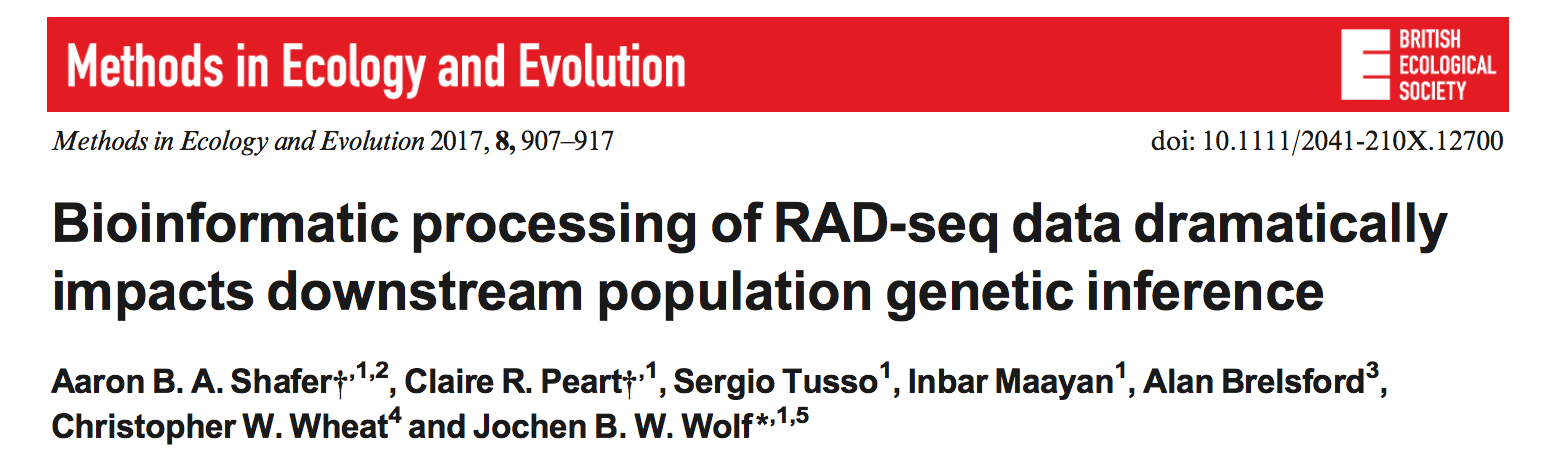 Methods in Ecology and Evolution
BRITISH
ECOLOGICAL
SOCIETY
Methods in Ecology and Evolution 2017, 8, 907–917
doi: 10.1111/2041-210X.12700
Bioinformatic processing of RAD-seq data dramatically
impacts downstream population genetic inference
Aaron B. A. Shafer†,1,2, Claire R. Peart†,1, Sergio Tusso1, Inbar Maayan1, Alan Brelsford3,
Christopher W. Wheat4 and Jochen B. W. Wolf*,1,5